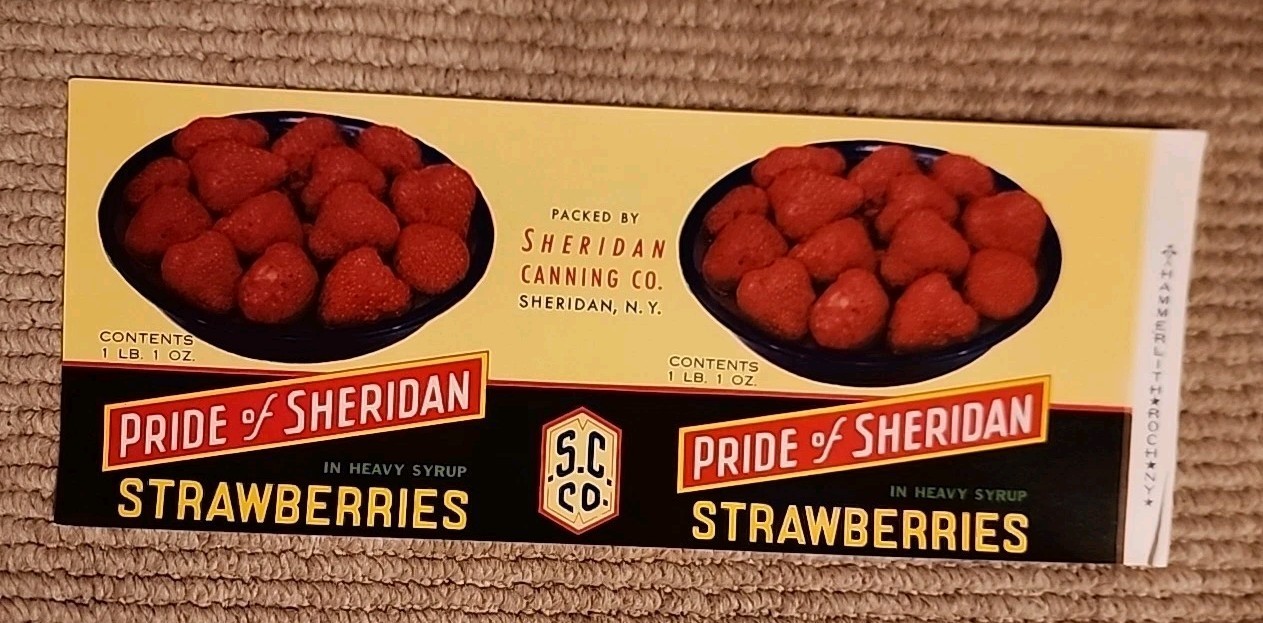 CONTENTS
1 LB. 1 OZ.
PRIDE of SHERIDAN
IN HEAVY SYRUP
STRAWBERRIES
PACKED BY
SHERIDAN
CANNING CO.
SHERIDAN, N.Y.
S.C.
CO.
CONTENTS
1 LB. 1 OZ.
PRIDE of SHERIDAN
IN HEAVY SYRUP
STRAWBERRIES
HAMMERLITH★ROCH★N.Y.★